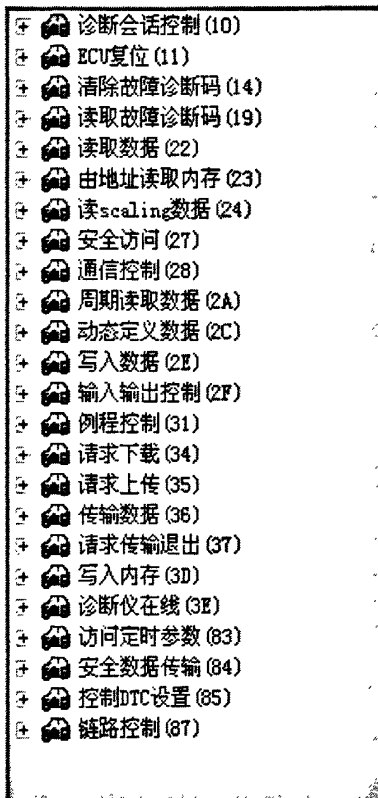 诊断会话控制(10)
ECU复位(11)
清除故障诊断码(14)
读取故障诊断码(19)
读取数据(22)
由地址读取内存(23)
读scaling数据(24)
安全访问(27)
通信控制(28)
周期读取数据(2A)
动态定义数据(2C)
写入数据(2E)
输入输出控制(2F)
例程控制(31)
请求下载(34)
请求上传(35)
传输数据(36)
请求传输退出(37)
写入内存(3D)
诊断仪在线(3E)
访问定时参数(83)
安全数据传输(84)
控制DTC设置(85)
链路控制(87)